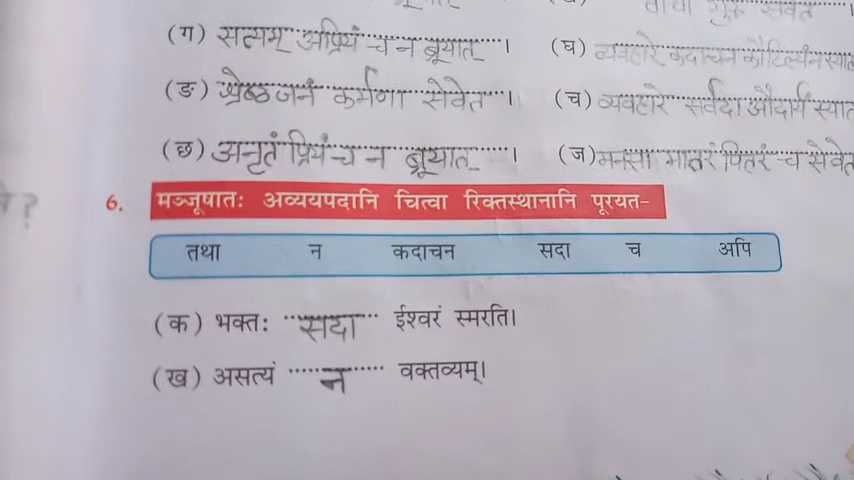 (ग) सत्यम् अप्रियं च न ब्रूयात् । (घ) व्यवहारे कदाचन कौटिल्यं न स्यात
(ङ) श्रेष्ठजनं कर्मणा सेवेत । (च) व्यवहारे सर्वदा औदार्यं स्यात
(छ) अनृतं प्रियं च न ब्रूयात् । (ज) मनसा मातरं पितरं च सेवेत
6. मञ्जूषातः अव्ययपदानि चित्वा रिक्तस्थानानि पूरयत–
तथा न कदाचन सदा च अपि
(क) भक्तः सदा ईश्वरं स्मरति।
(ख) असत्यं न वक्तव्यम्।